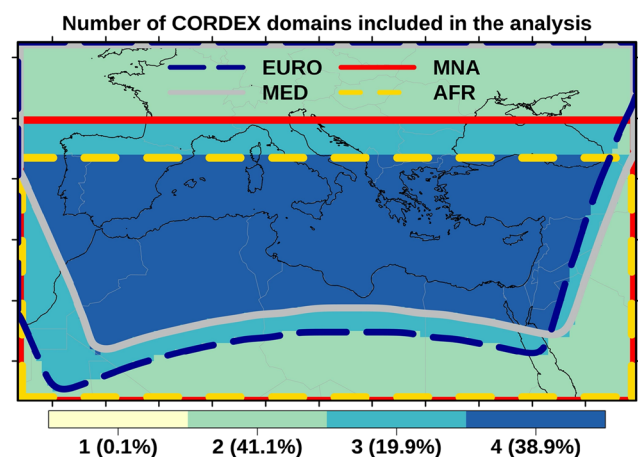 Number of CORDEX domains included in the analysis
EURO MNA
MED AFR
1 (0.1%) 2 (41.1%) 3 (19.9%) 4 (38.9%)